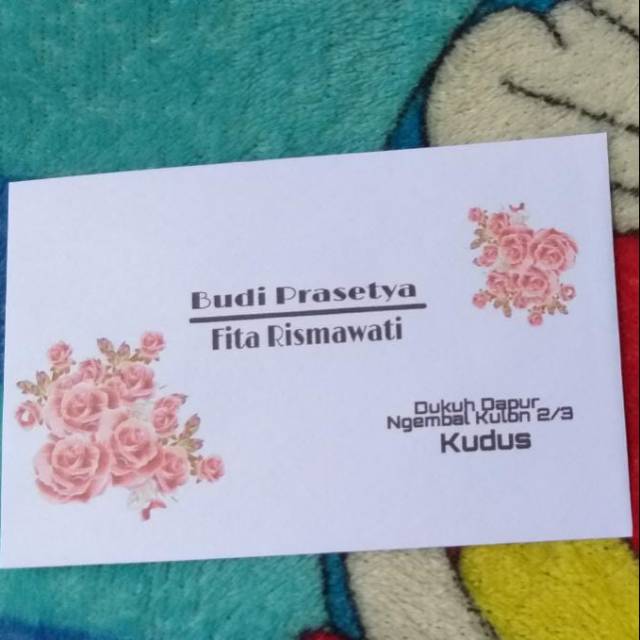 Budi Prasetya
Fita Rismawati
Dukuh Dapur
Ngembal Kulon 2/3
Kudus